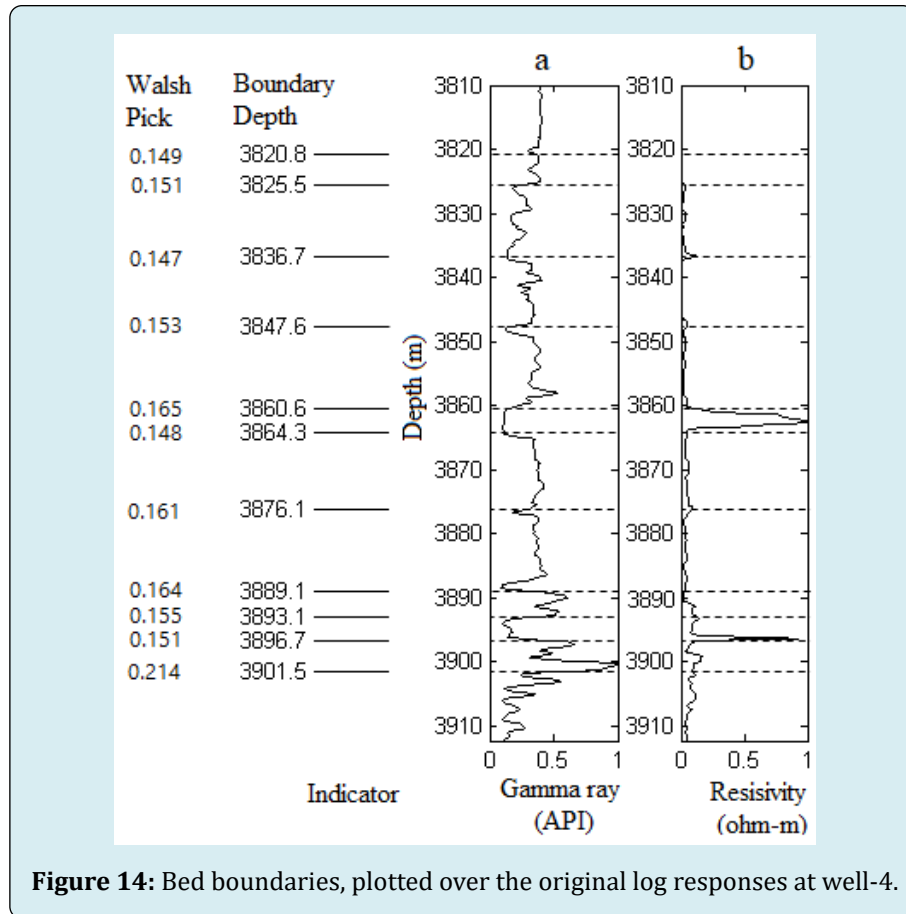 a b
Walsh Pick
Boundary Depth
0.149 3820.8
0.151 3825.5
0.147 3836.7
0.153 3847.6
0.165 3860.6
0.148 3864.3
0.161 3876.1
0.164 3889.1
0.155 3893.1
0.151 3896.7
0.214 3901.5
Indicator
Depth (m)
3810
3820
3830
3840
3850
3860
3870
3880
3890
3900
3910
0 0.5 1
Gamma ray
(API)
3810
3820
3830
3840
3850
3860
3870
3880
3890
3900
3910
0 0.5 1
Resisivity
(ohm-m)
Figure 14: Bed boundaries, plotted over the original log responses at well-4.